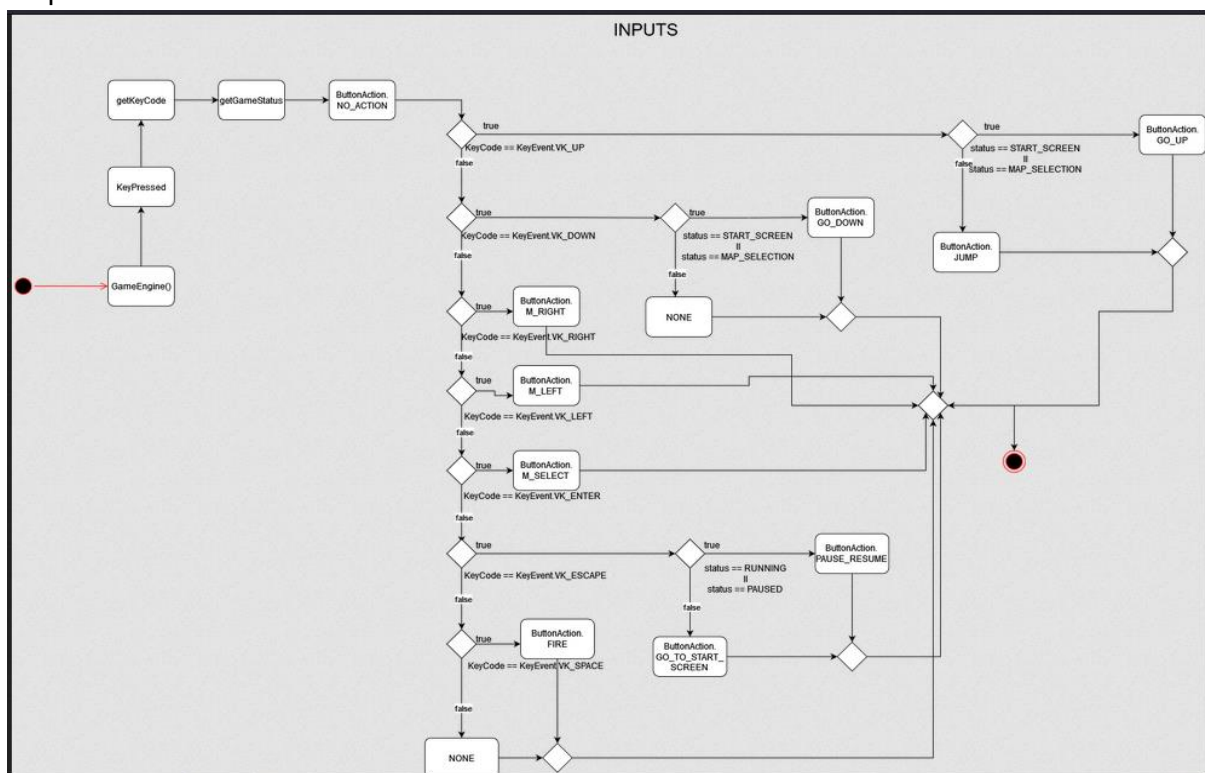 INPUTS
getKeyCode
getGameStatus
ButtonAction.
NO_ACTION
true
KeyCode == KeyEvent.VK_UP
false
true
status == START_SCREEN
II
status == MAP_SELECTION
false
ButtonAction.
GO_UP
ButtonAction.
JUMP
KeyPressed
GameEngine()
true
KeyCode == KeyEvent.VK_DOWN
false
true
status == START_SCREEN
II
status == MAP_SELECTION
false
ButtonAction.
GO_DOWN
NONE
true
ButtonAction.
M_RIGHT
KeyCode == KeyEvent.VK_RIGHT
false
true
ButtonAction.
M_LEFT
KeyCode == KeyEvent.VK_LEFT
false
true
ButtonAction.
M_SELECT
KeyCode == KeyEvent.VK_ENTER
false
true
KeyCode == KeyEvent.VK_ESCAPE
false
true
status == RUNNING
II
status == PAUSED
false
ButtonAction.
PAUSE_RESUME
ButtonAction.
GO_TO_START_
SCREEN
true
ButtonAction.
FIRE
KeyCode == KeyEvent.VK_SPACE
false
NONE